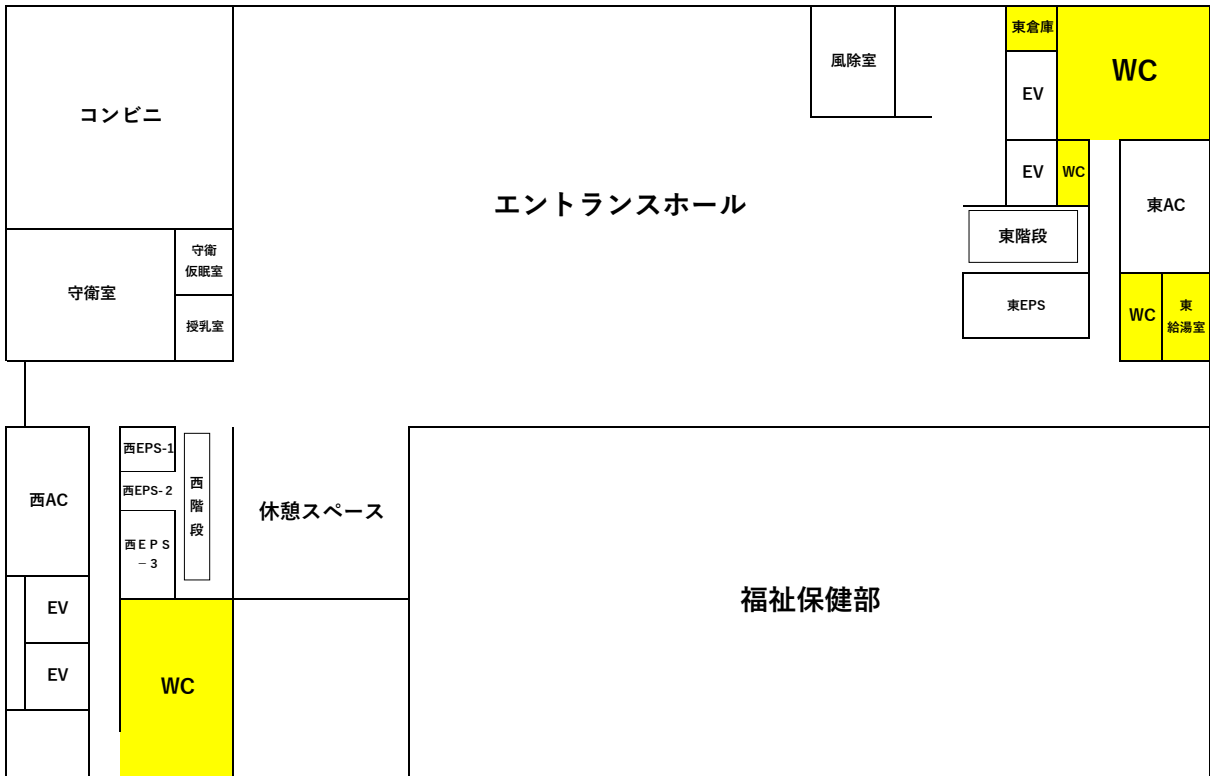 東倉庫
WC
風除室
EV
コンビニ
EV
WC
エントランスホール
東AC
東階段
守衛
仮眠室
守衛室
東EPS
WC
東
給湯室
授乳室
西EPS-1
西EPS-2
西ＥＰＳ
－3
西
階
段
西AC
休憩スペース
福祉保健部
EV
EV
WC